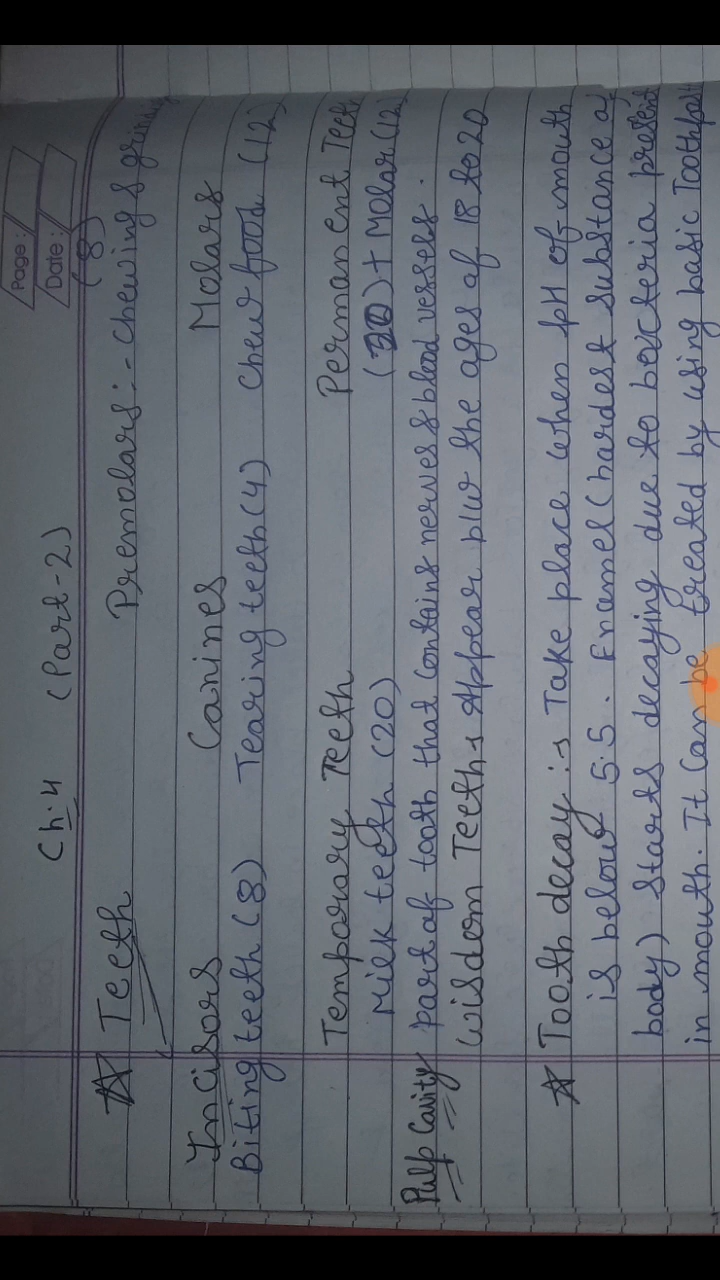 Page:
Date:
Ch:4 (Part-2)
(8)
☆ Teeth Premolars:- Chewing &
Incisors Canines Molars
Biting teeth (8) Tearing teeth (4) Chew food (12)
Temporary Teeth Permanent Teeth
Milk teeth (20) + Molar (12)
Pulp Cavity part of tooth that contains nerves & blood vessels.
Wisdom Teeth → Appear b/w the ages of 18 to 20
☆ Tooth decay :→ Take place when pH of mouth
is below 5.5. Enamel (hardest substance
body) starts decaying due to bacteria present
in mouth. It can be treated by using basic